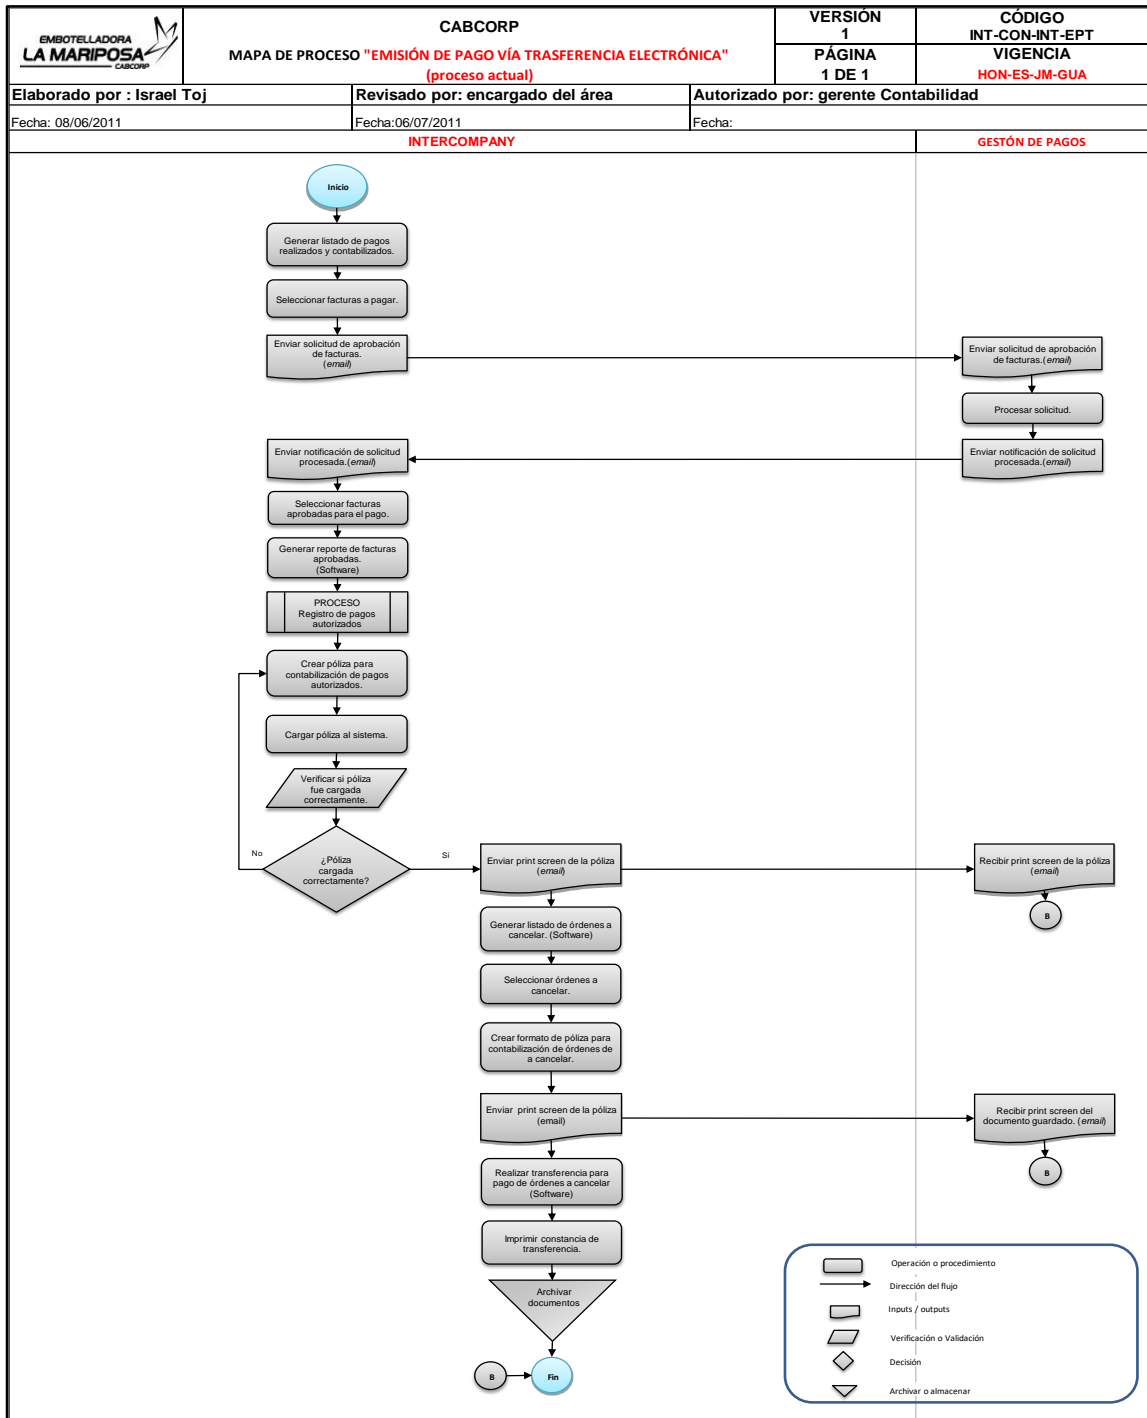 EMBOTELLADORA
LA MARIPOSA
CABCORP
CABCORP
MAPA DE PROCESO "EMISIÓN DE PAGO VÍA TRASFERENCIA ELECTRÓNICA"
(proceso actual)
VERSIÓN
1
PÁGINA
1 DE 1
CÓDIGO
INT-CON-INT-EPT
VIGENCIA
HON-ES-JM-GUA
Elaborado por : Israel Toj
Revisado por: encargado del área
Autorizado por: gerente Contabilidad
Fecha: 08/06/2011
Fecha:06/07/2011
Fecha:
INTERCOMPANY
GESTIÓN DE PAGOS
Inicio
Generar listado de pagos
realizados y contabilizados.
Seleccionar facturas a pagar.
Enviar solicitud de aprobación
de facturas.
(email)
Enviar solicitud de aprobación
de facturas.(email)
Procesar solicitud.
Enviar notificación de solicitud
procesada.(email)
Enviar notificación de solicitud
procesada.(email)
Seleccionar facturas
aprobadas para el pago.
Generar reporte de facturas
aprobadas.
(Software)
PROCESO
Registro de pagos
autorizados
Crear póliza para
contabilización de pagos
autorizados.
Cargar póliza al sistema.
Verificar si póliza
fue cargada
correctamente.
¿Póliza
cargada
correctamente?
No
Sí
Enviar print screen de la póliza
(email)
Recibir print screen de la póliza
(email)
B
Generar listado de órdenes a
cancelar. (Software)
Seleccionar órdenes a
cancelar.
Crear formato de póliza para
contabilización de órdenes de
a cancelar.
Enviar print screen de la póliza
(email)
Recibir print screen del
documento guardado. (email)
B
Realizar transferencia para
pago de órdenes a cancelar
(Software)
Imprimir constancia de
transferencia.
Archivar
documentos
B
Fin
Operación o procedimiento
Dirección del flujo
Inputs / outputs
Verificación o Validación
Decisión
Archivar o almacenar